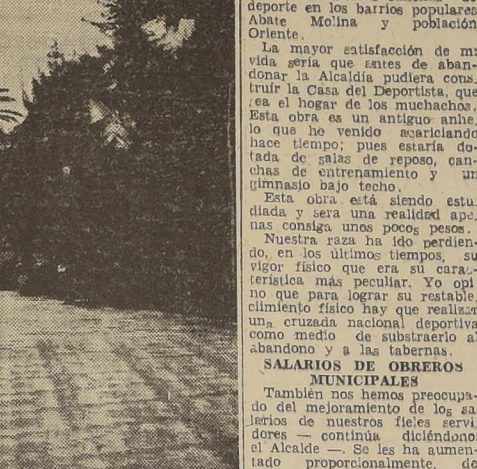 deporte en los barrios populares
Abate Molina y población
Oriente.
La mayor satisfacción de mi
vida sería que antes de aban-
donar la Alcaldía pudiera cons-
truír la Casa del Deportista, que
sea el hogar de los muchachos.
Esta obra es un antiguo anhe-
lo que he venido acariciando
hace tiempo; pues estaría do-
tada de salas de reposo, can-
chas de entrenamiento y un
gimnasio bajo techo.
Esta obra está siendo estu-
diada y será una realidad ape-
nas consiga unos pocos pesos.
Nuestra raza ha ido perdien-
do, en los últimos tiempos, su
vigor físico que era su carac-
terística más peculiar. Yo opi
no que para lograr su restable-
cimiento físico hay que realizar
una cruzada nacional deportiva
como medio de substraerlo al
abandono y a las tabernas.
SALARIOS DE OBREROS
MUNICIPALES
También nos hemos preocupa-
do del mejoramiento de los sa
larios de nuestros fieles servi
dores — continúa diciéndonos
el Alcalde —. Se les ha aumen-
tado proporcionalmente, de